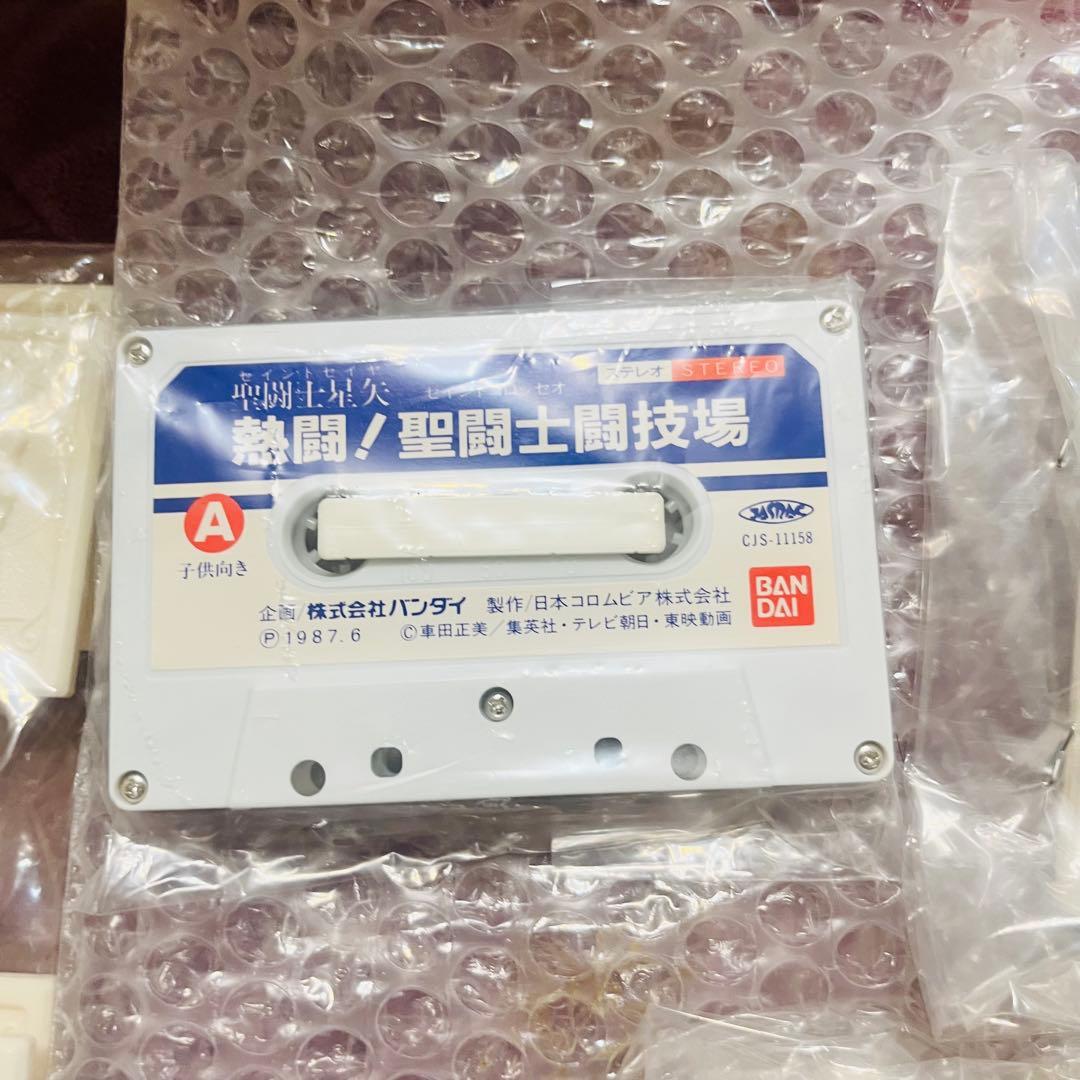 セイントセイヤ
聖闘士星矢
セイントコロッセオ
ステレオ STEREO
熱闘!聖闘士闘技場
A
子供向き
JASRAC
CJS-11158
企画/株式会社バンダイ 製作/日本コロムビア株式会社
Ⓟ1987.6 ©車田正美/集英社・テレビ朝日・東映動画
BAN
DAI